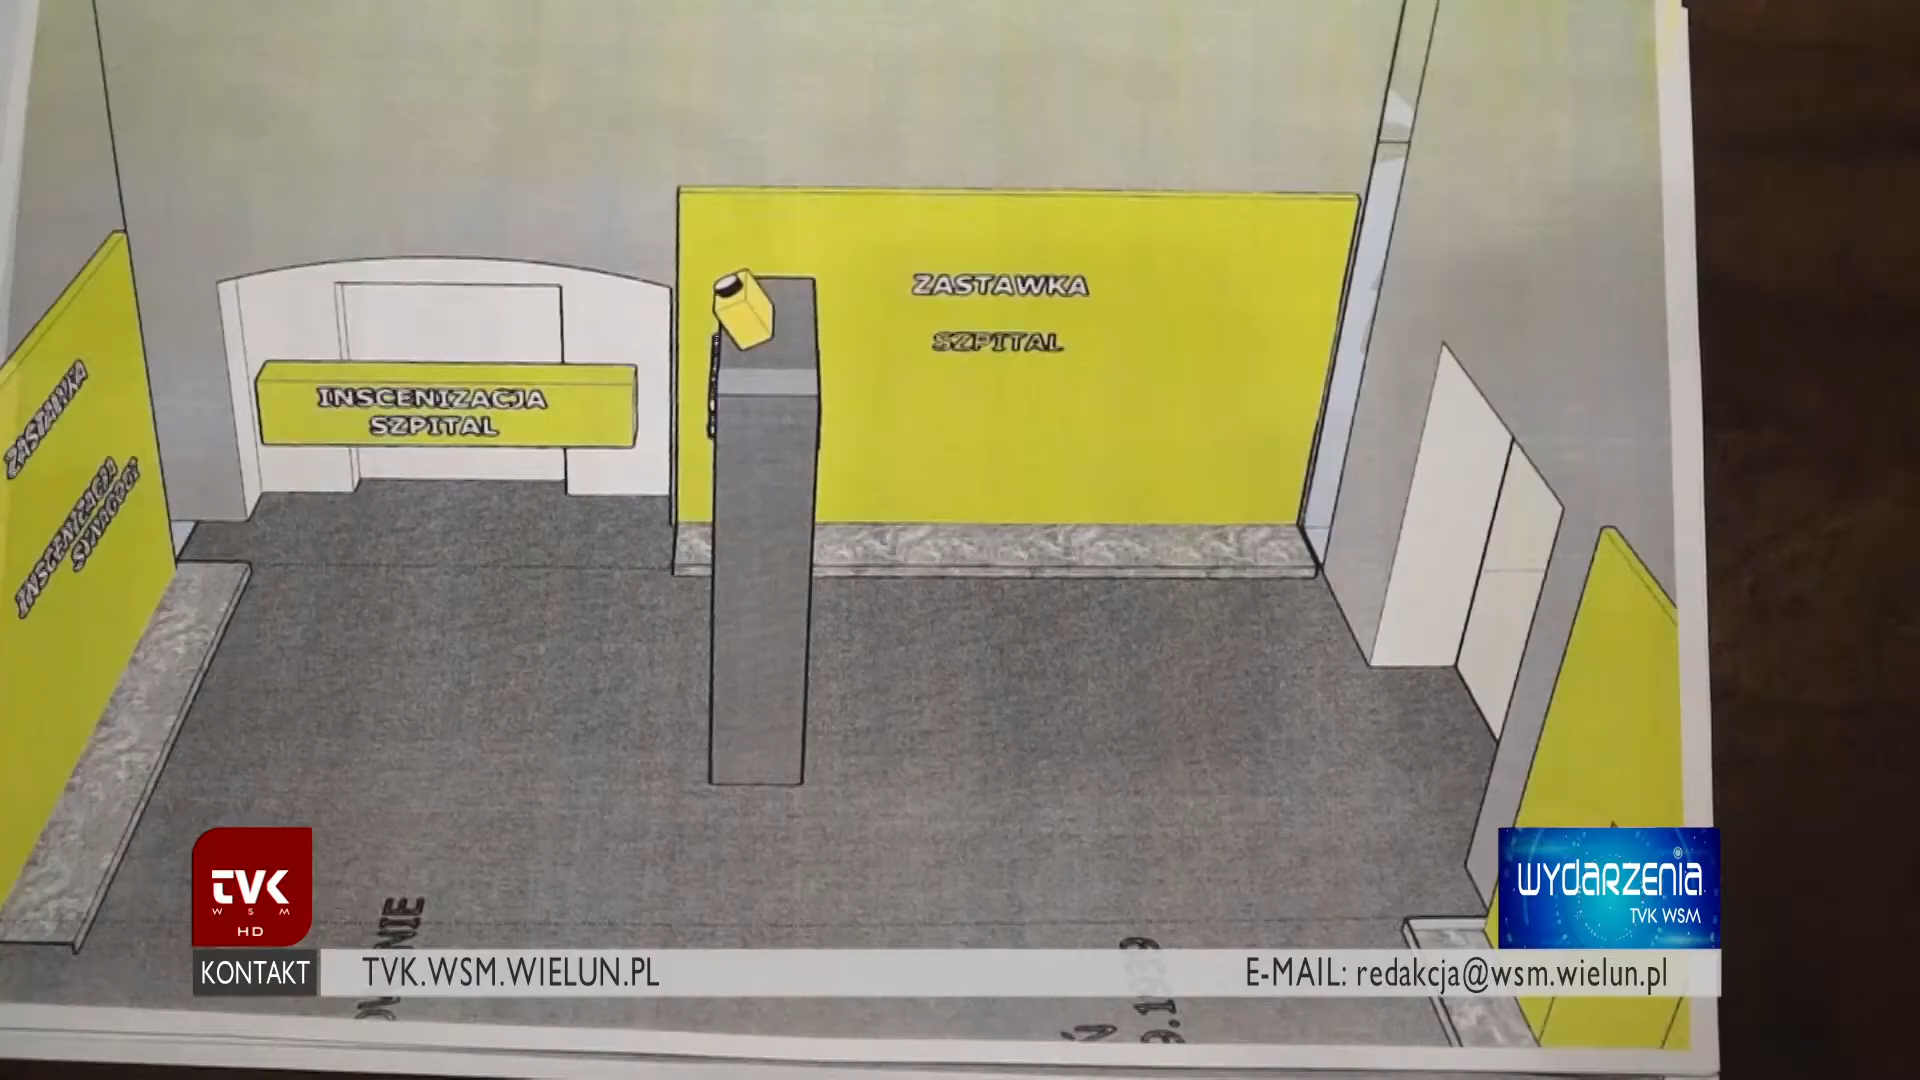 ZASTAWKA
INSCENIZACJA
SYNAGOGI
INSCENIZACJA
SZPITAL
ZASTAWKA
SZPITAL
TVK
WSM
HD
WYDARZENIA
TVK WSM
KONTAKT
TVK.WSM.WIELUN.PL
E-MAIL: redakcja@wsm.wielun.pl